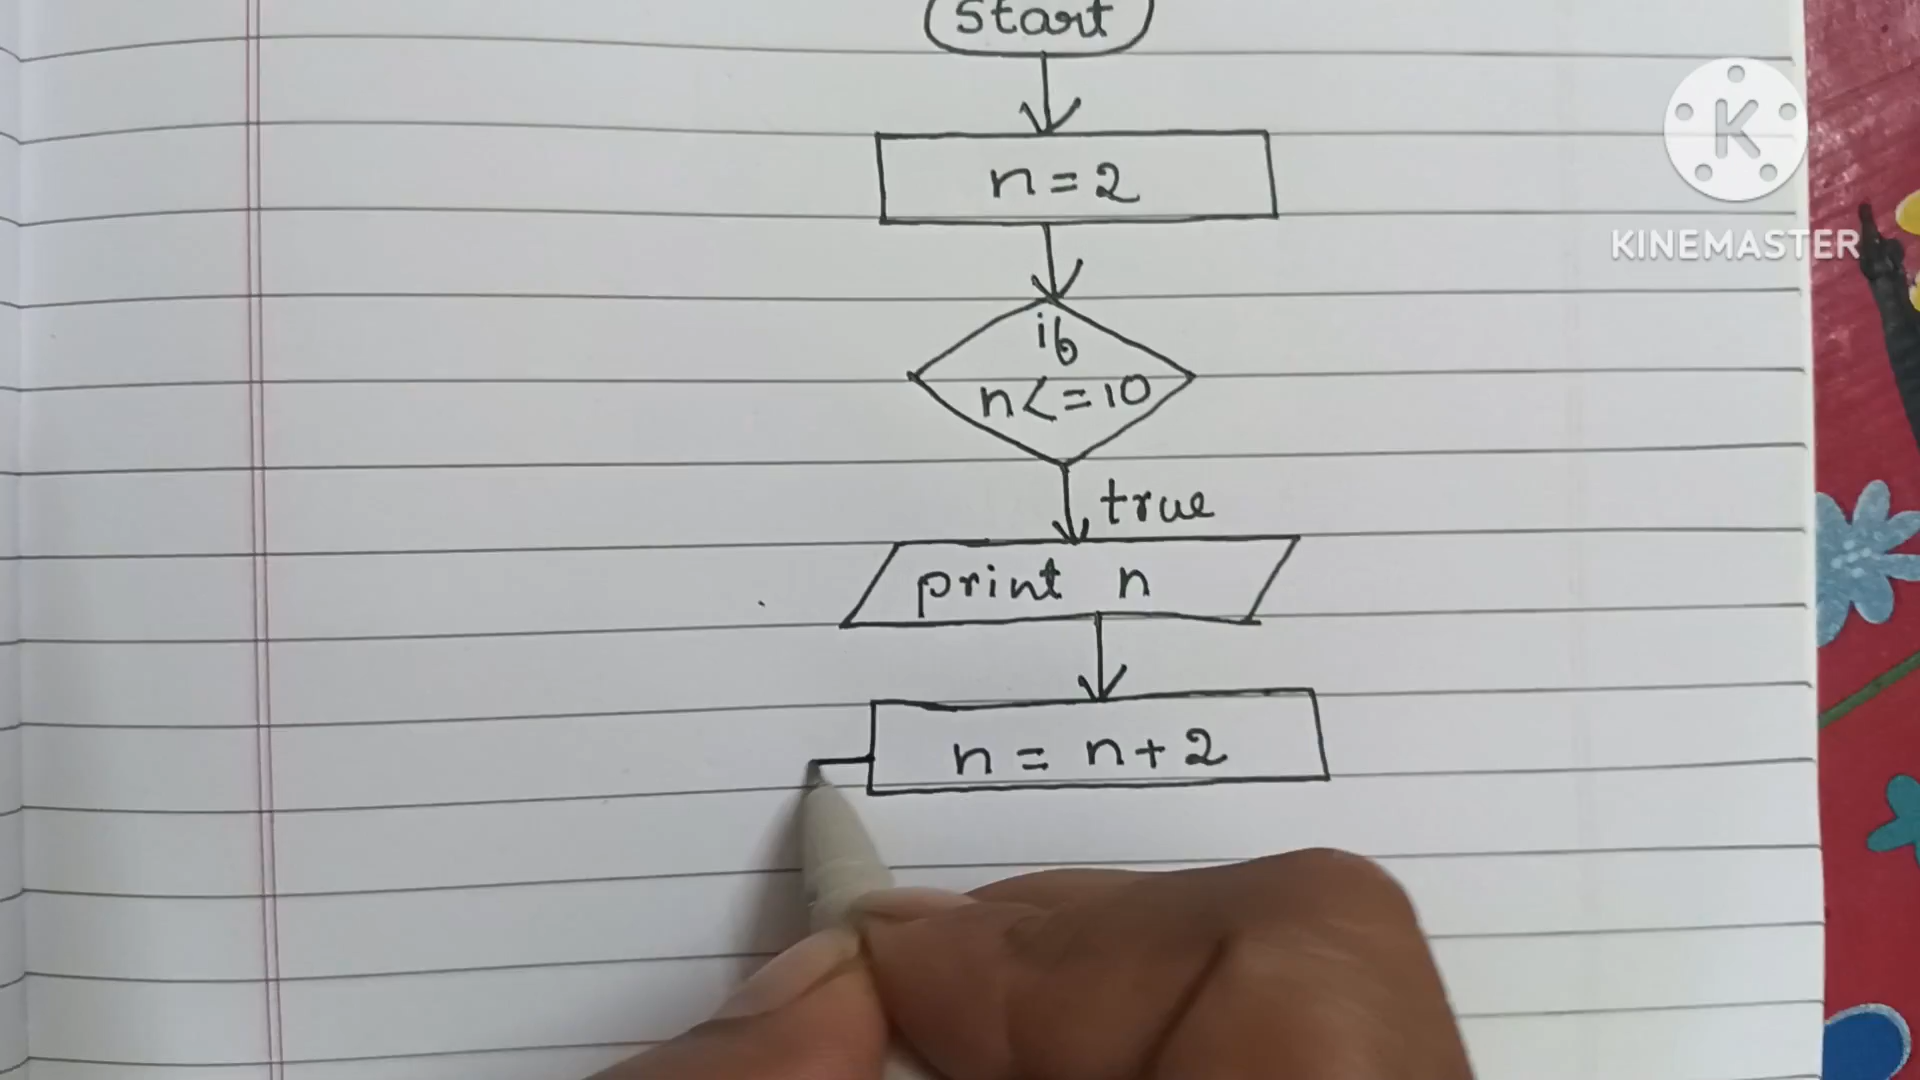 start
n = 2
if
n <= 10
true
print n
n = n + 2
K
KINEMASTER